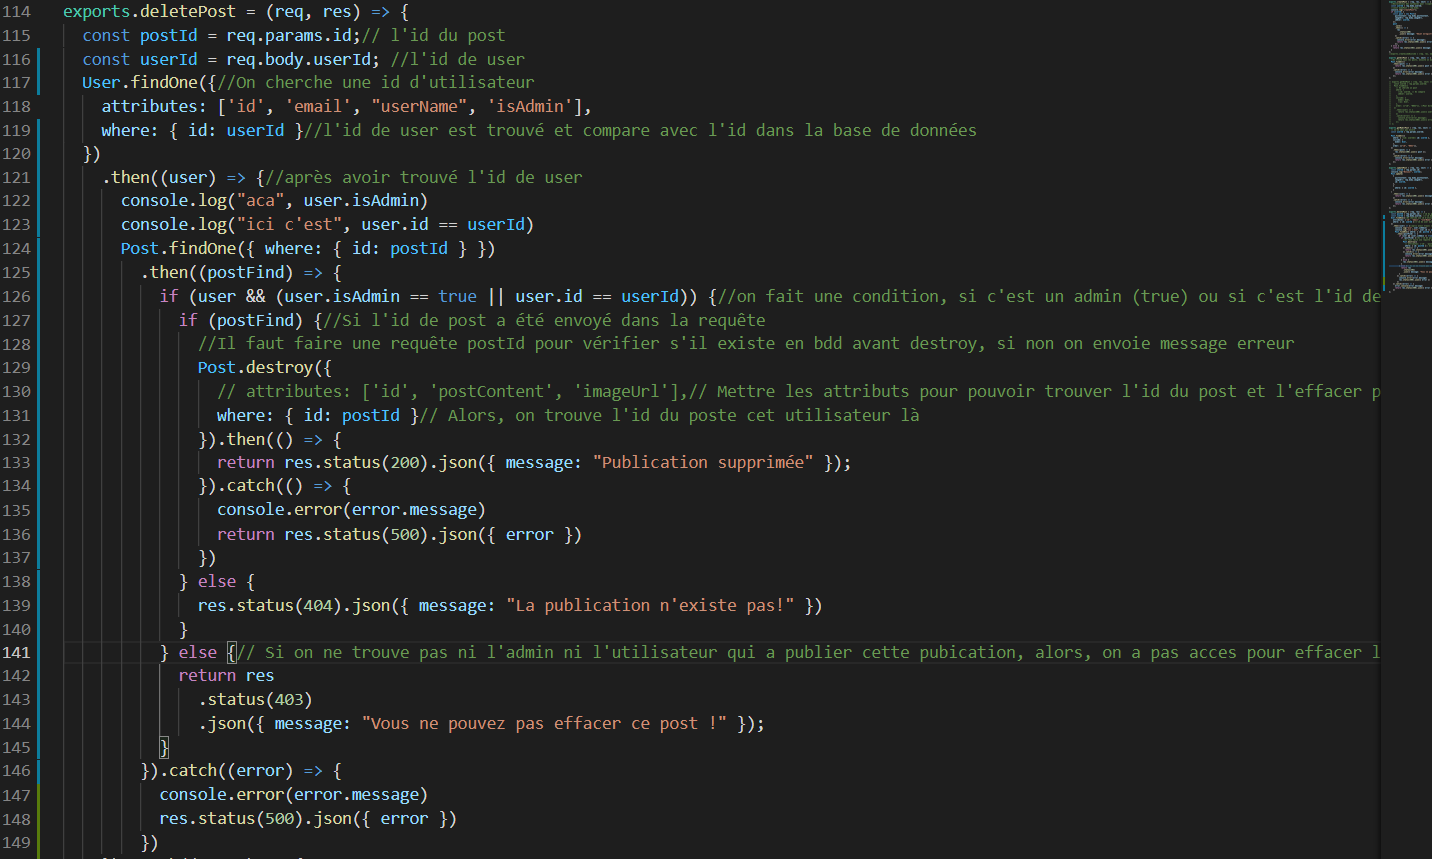 114 exports.deletePost = (req, res) => {
115 const postId = req.params.id;// l'id du post
116 const userId = req.body.userId; //l'id de user
117 User.findOne({//On cherche une id d'utilisateur
118 attributes: ['id', 'email', "userName", 'isAdmin'],
119 where: { id: userId }//l'id de user est trouvé et compare avec l'id dans la base de données
120 })
121 .then((user) => {//après avoir trouvé l'id de user
122 console.log("aca", user.isAdmin)
123 console.log("ici c'est", user.id == userId)
124 Post.findOne({ where: { id: postId } })
125 .then((postFind) => {
126 if (user && (user.isAdmin == true || user.id == userId)) {//on fait une condition, si c'est un admin (true) ou si c'est l'id de
127 if (postFind) {//Si l'id de post a été envoyé dans la requête
128 //Il faut faire une requête postId pour vérifier s'il existe en bdd avant destroy, si non on envoie message erreur
129 Post.destroy({
130 // attributes: ['id', 'postContent', 'imageUrl'],// Mettre les attributs pour pouvoir trouver l'id du post et l'effacer p
131 where: { id: postId }// Alors, on trouve l'id du poste cet utilisateur là
132 }).then(() => {
133 return res.status(200).json({ message: "Publication supprimée" });
134 }).catch(() => {
135 console.error(error.message)
136 return res.status(500).json({ error })
137 })
138 } else {
139 res.status(404).json({ message: "La publication n'existe pas!" })
140 }
141 } else {// Si on ne trouve pas ni l'admin ni l'utilisateur qui a publier cette pubication, alors, on a pas acces pour effacer l
142 return res
143 .status(403)
144 .json({ message: "Vous ne pouvez pas effacer ce post !" });
145 }
146 }).catch((error) => {
147 console.error(error.message)
148 res.status(500).json({ error })
149 })